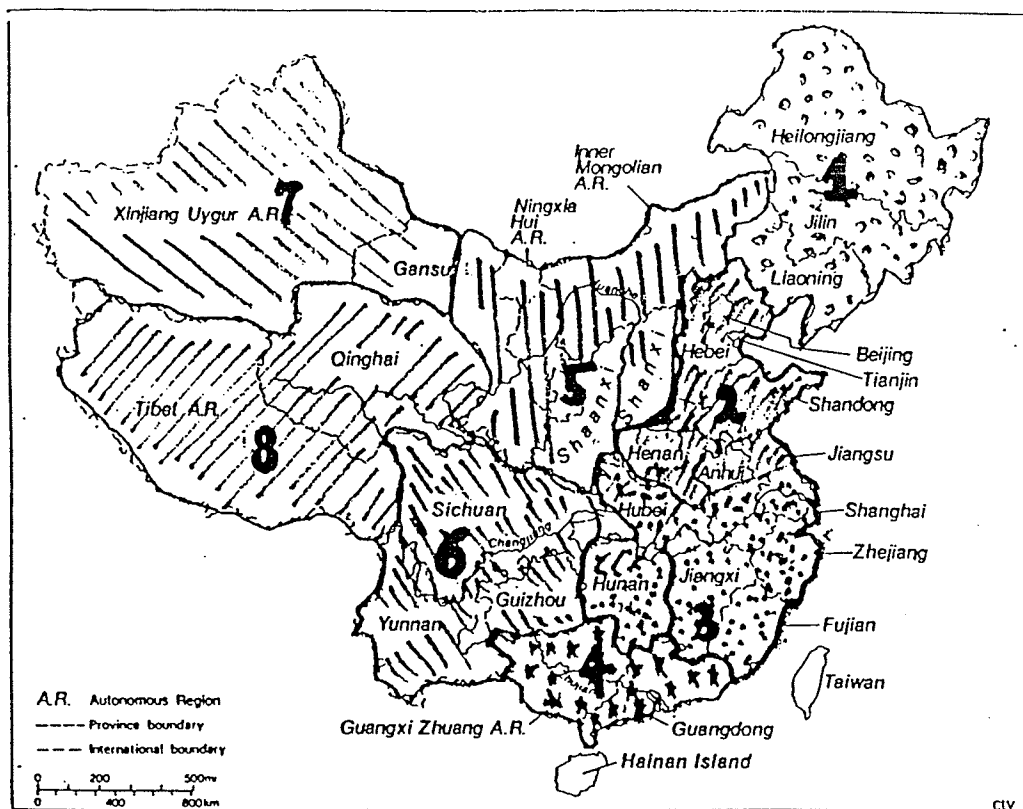 Heilongjiang
1
Jilin
Liaoning
Inner
Mongolian
A.R.
Ningxia
Hui
A.R.
7
Xinjiang Uygur A.R.
Gansu
Qinghai
Tibet A.R.
8
5
Shaanxi
Shanxi
Hebei
Beijing
Tianjin
2
Shandong
Henan
Anhui
Jiangsu
Sichuan
Hubei
Shanghai
Changjiang
6
Zhejiang
Guizhou
Hunan
Jiangxi
Yunnan
3
Fujian
4
Taiwan
Guangxi Zhuang A.R.
Guangdong
Hainan Island
A.R. Autonomous Region
Province boundary
International boundary
0 200 500mi
0 400 800km